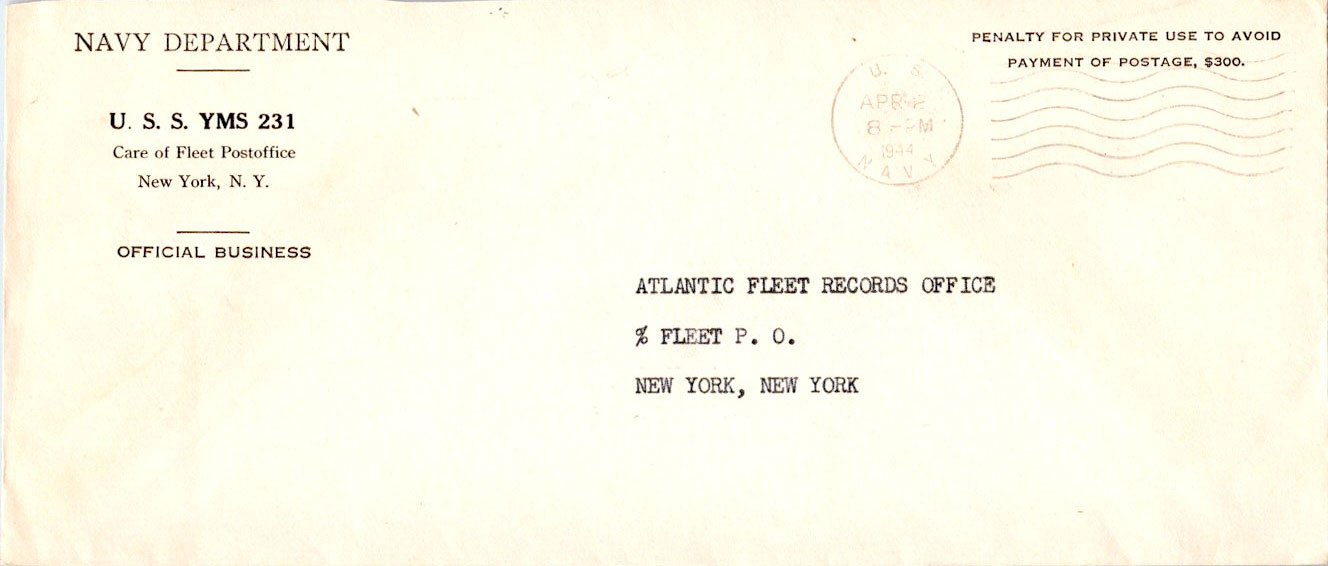 NAVY DEPARTMENT
U. S. S. YMS 231
Care of Fleet Postoffice
New York, N. Y.
OFFICIAL BUSINESS
PENALTY FOR PRIVATE USE TO AVOID
PAYMENT OF POSTAGE, $300.
U. S.
APR
8 - PM
1944
NAVY
ATLANTIC FLEET RECORDS OFFICE
% FLEET P. O.
NEW YORK, NEW YORK